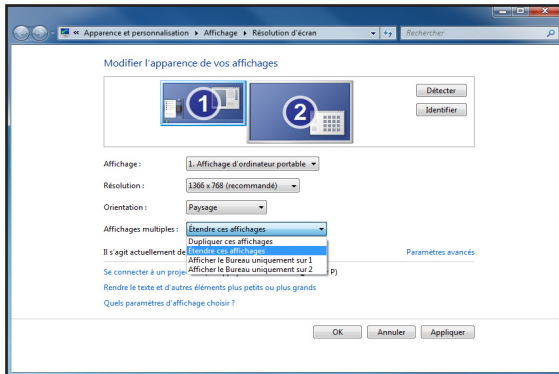 « Apparence et personnalisation ▸ Affichage ▸ Résolution d'écran
Rechercher
Modifier l'apparence de vos affichages
1
2
Détecter
Identifier
Affichage :
1. Affichage d'ordinateur portable
Résolution :
1366 x 768 (recommandé)
Orientation :
Paysage
Affichages multiples :
Étendre ces affichages
Dupliquer ces affichages
Étendre ces affichages
Afficher le Bureau uniquement sur 1
Afficher le Bureau uniquement sur 2
Il s'agit actuellement de
Paramètres avancés
Se connecter à un proje
P)
Rendre le texte et d'autres éléments plus petits ou plus grands
Quels paramètres d'affichage choisir ?
OK
Annuler
Appliquer